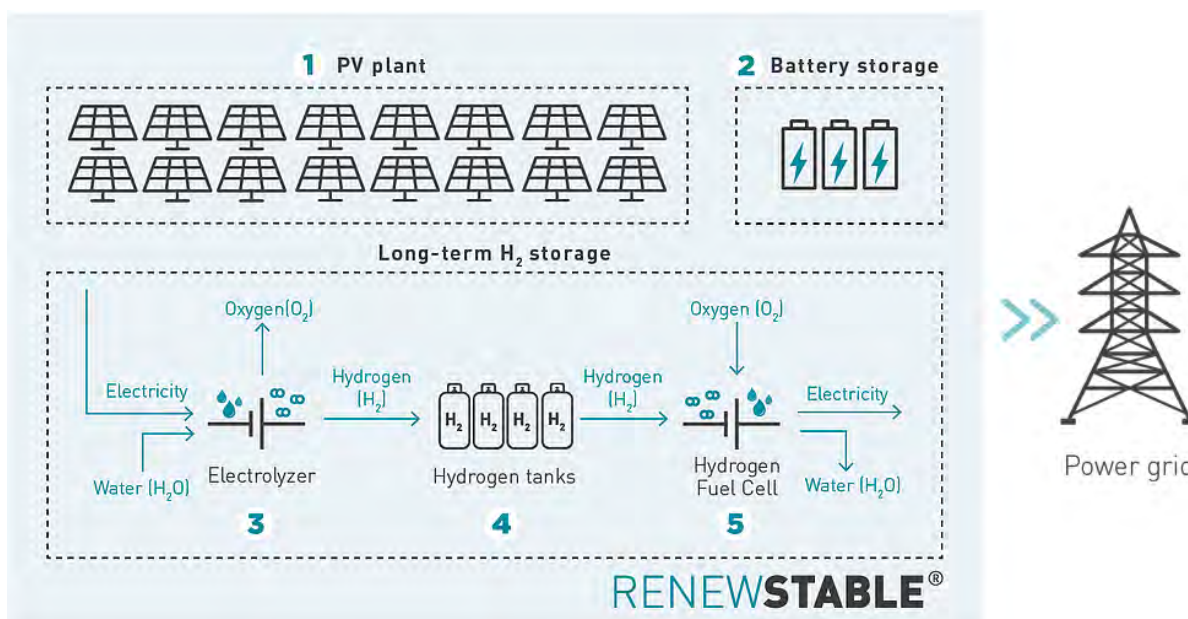 1 PV plant
2 Battery storage
Long-term H₂ storage
Oxygen(O₂)
Oxygen (O₂)
Electricity
Hydrogen
(H₂)
Hydrogen
(H₂)
Electricity
H₂ H₂ H₂ H₂
Water (H₂O)
Electrolyzer
Hydrogen tanks
Hydrogen
Fuel Cell
Water (H₂O)
3
4
5
RENEWSTABLE®
Power grid